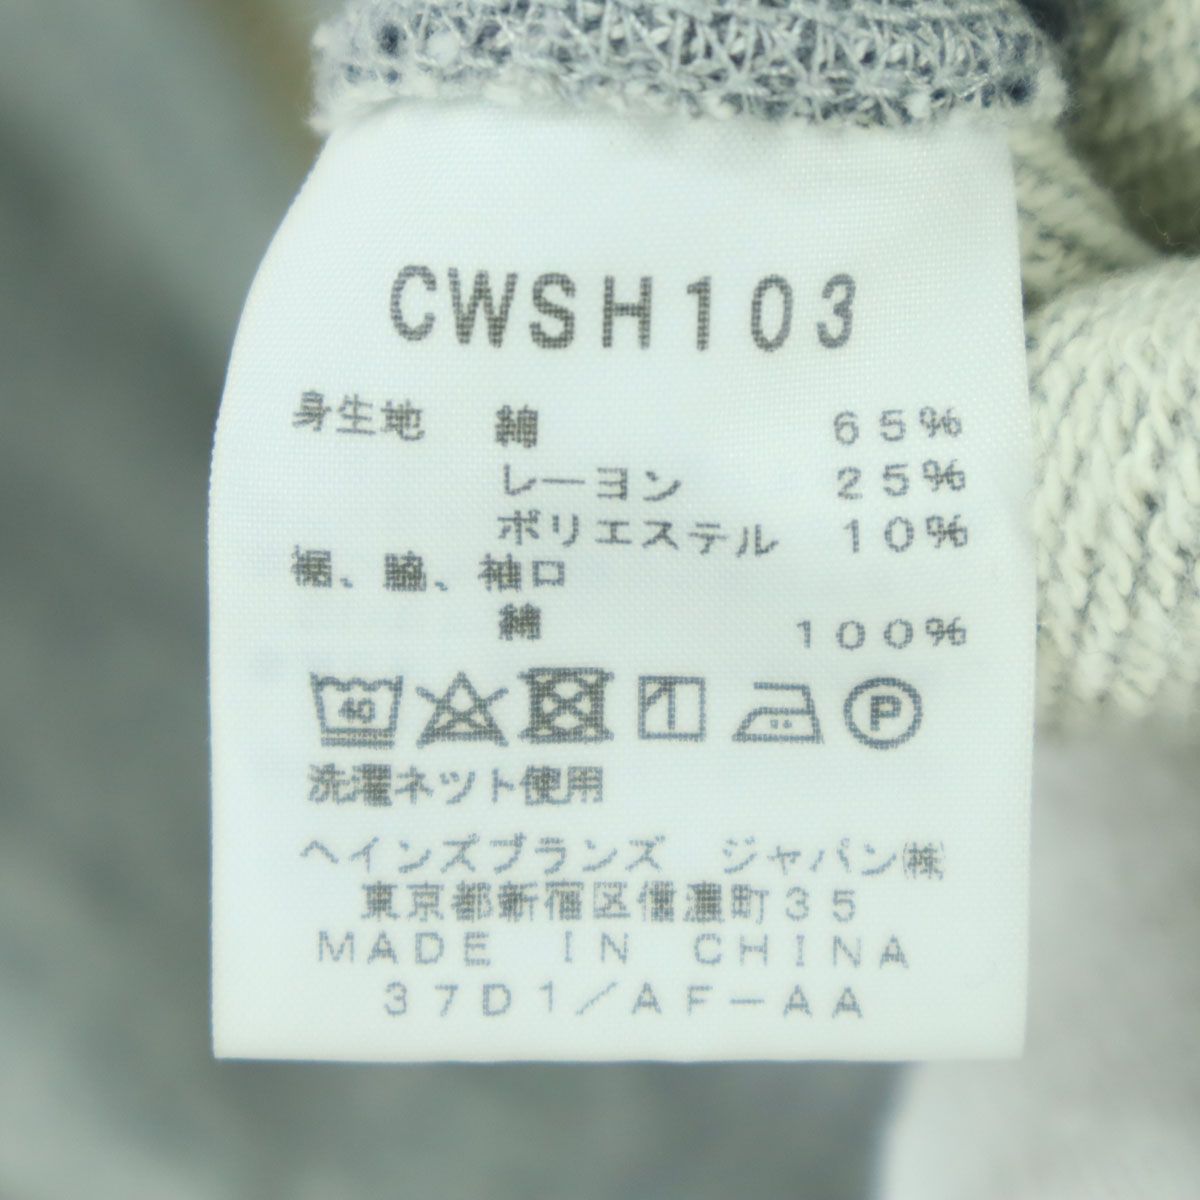 CWSH103
身生地 綿 65%
レーヨン 25%
ポリエステル 10%
裾、脇、袖口
綿 100%
40 P
洗濯ネット使用
ヘインズブランズ ジャパン㈱
東京都新宿区信濃町35
MADE IN CHINA
37D1/AF-AA